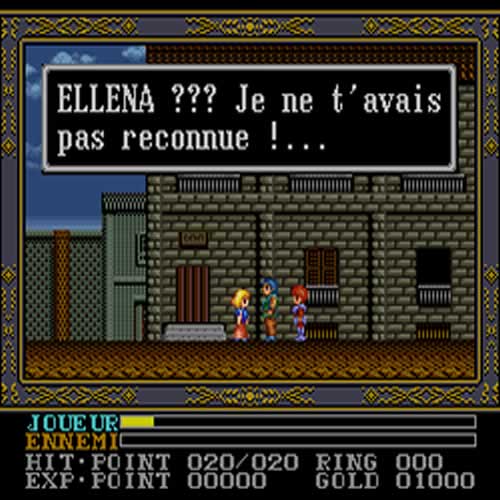 ELLENA ??? Je ne t'avais
pas reconnue !...
INN
JOUEUR
ENNEMI
HIT·POINT 020/020 RING 000
EXP·POINT 00000 GOLD 01000